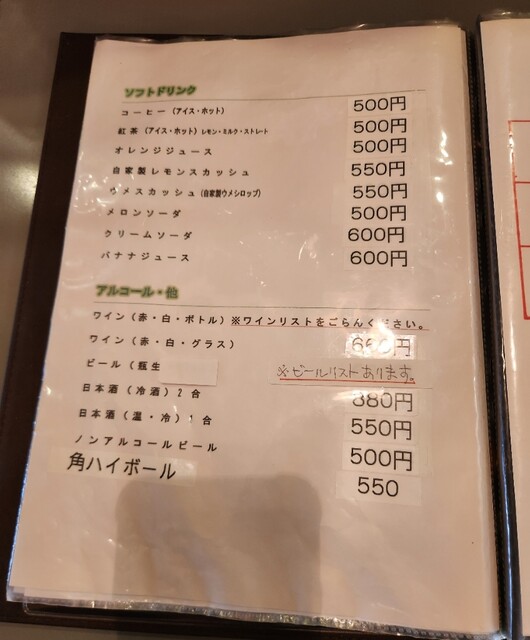 ソフトドリンク
コーヒー(アイス・ホット) 500円
紅茶(アイス・ホット)レモン・ミルク・ストレート 500円
オレンジジュース 500円
自家製レモンスカッシュ 550円
ウメスカッシュ(自家製ウメシロップ) 550円
メロンソーダ 500円
クリームソーダ 600円
バナナジュース 600円
アルコール・他
ワイン(赤・白・ボトル)※ワインリストをごらんください。
ワイン(赤・白・グラス)
ビール(瓶生 ※ビールリストあります。
日本酒(冷酒)2合 880円
日本酒(温・冷)1合 550円
ノンアルコールビール 500円
角ハイボール 550